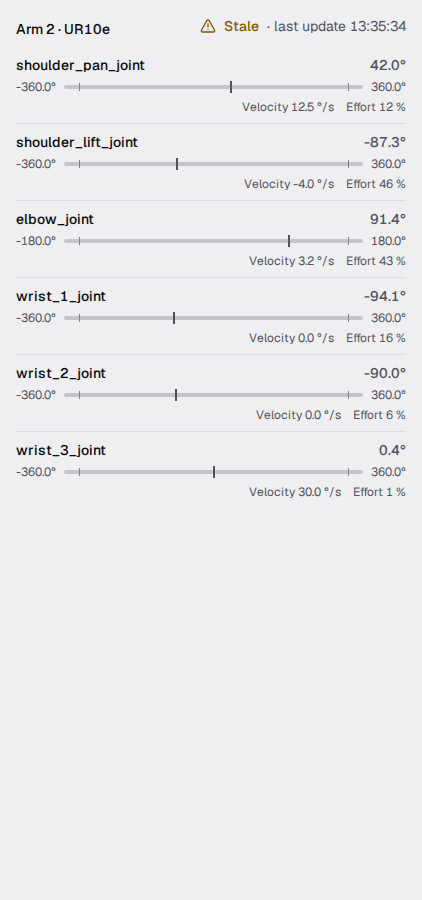 Arm 2 · UR10e
Stale · last update 13:35:34
shoulder_pan_joint 42.0°
-360.0° 360.0°
Velocity 12.5 °/s Effort 12 %
shoulder_lift_joint -87.3°
-360.0° 360.0°
Velocity -4.0 °/s Effort 46 %
elbow_joint 91.4°
-180.0° 180.0°
Velocity 3.2 °/s Effort 43 %
wrist_1_joint -94.1°
-360.0° 360.0°
Velocity 0.0 °/s Effort 16 %
wrist_2_joint -90.0°
-360.0° 360.0°
Velocity 0.0 °/s Effort 6 %
wrist_3_joint 0.4°
-360.0° 360.0°
Velocity 30.0 °/s Effort 1 %